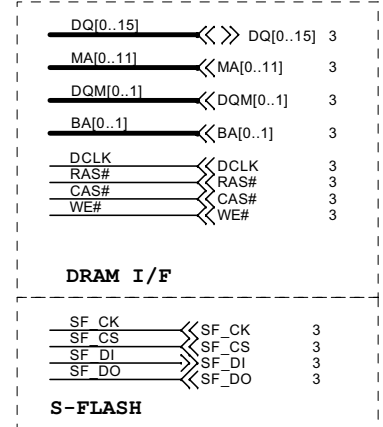 DQ[0..15] DQ[0..15] 3
MA[0..11] MA[0..11] 3
DQM[0..1] DQM[0..1] 3
BA[0..1] BA[0..1] 3
DCLK DCLK 3
RAS# RAS# 3
CAS# CAS# 3
WE# WE# 3
DRAM I/F
SF_CK SF_CK 3
SF_CS SF_CS 3
SF_DI SF_DI 3
SF_DO SF_DO 3
S-FLASH